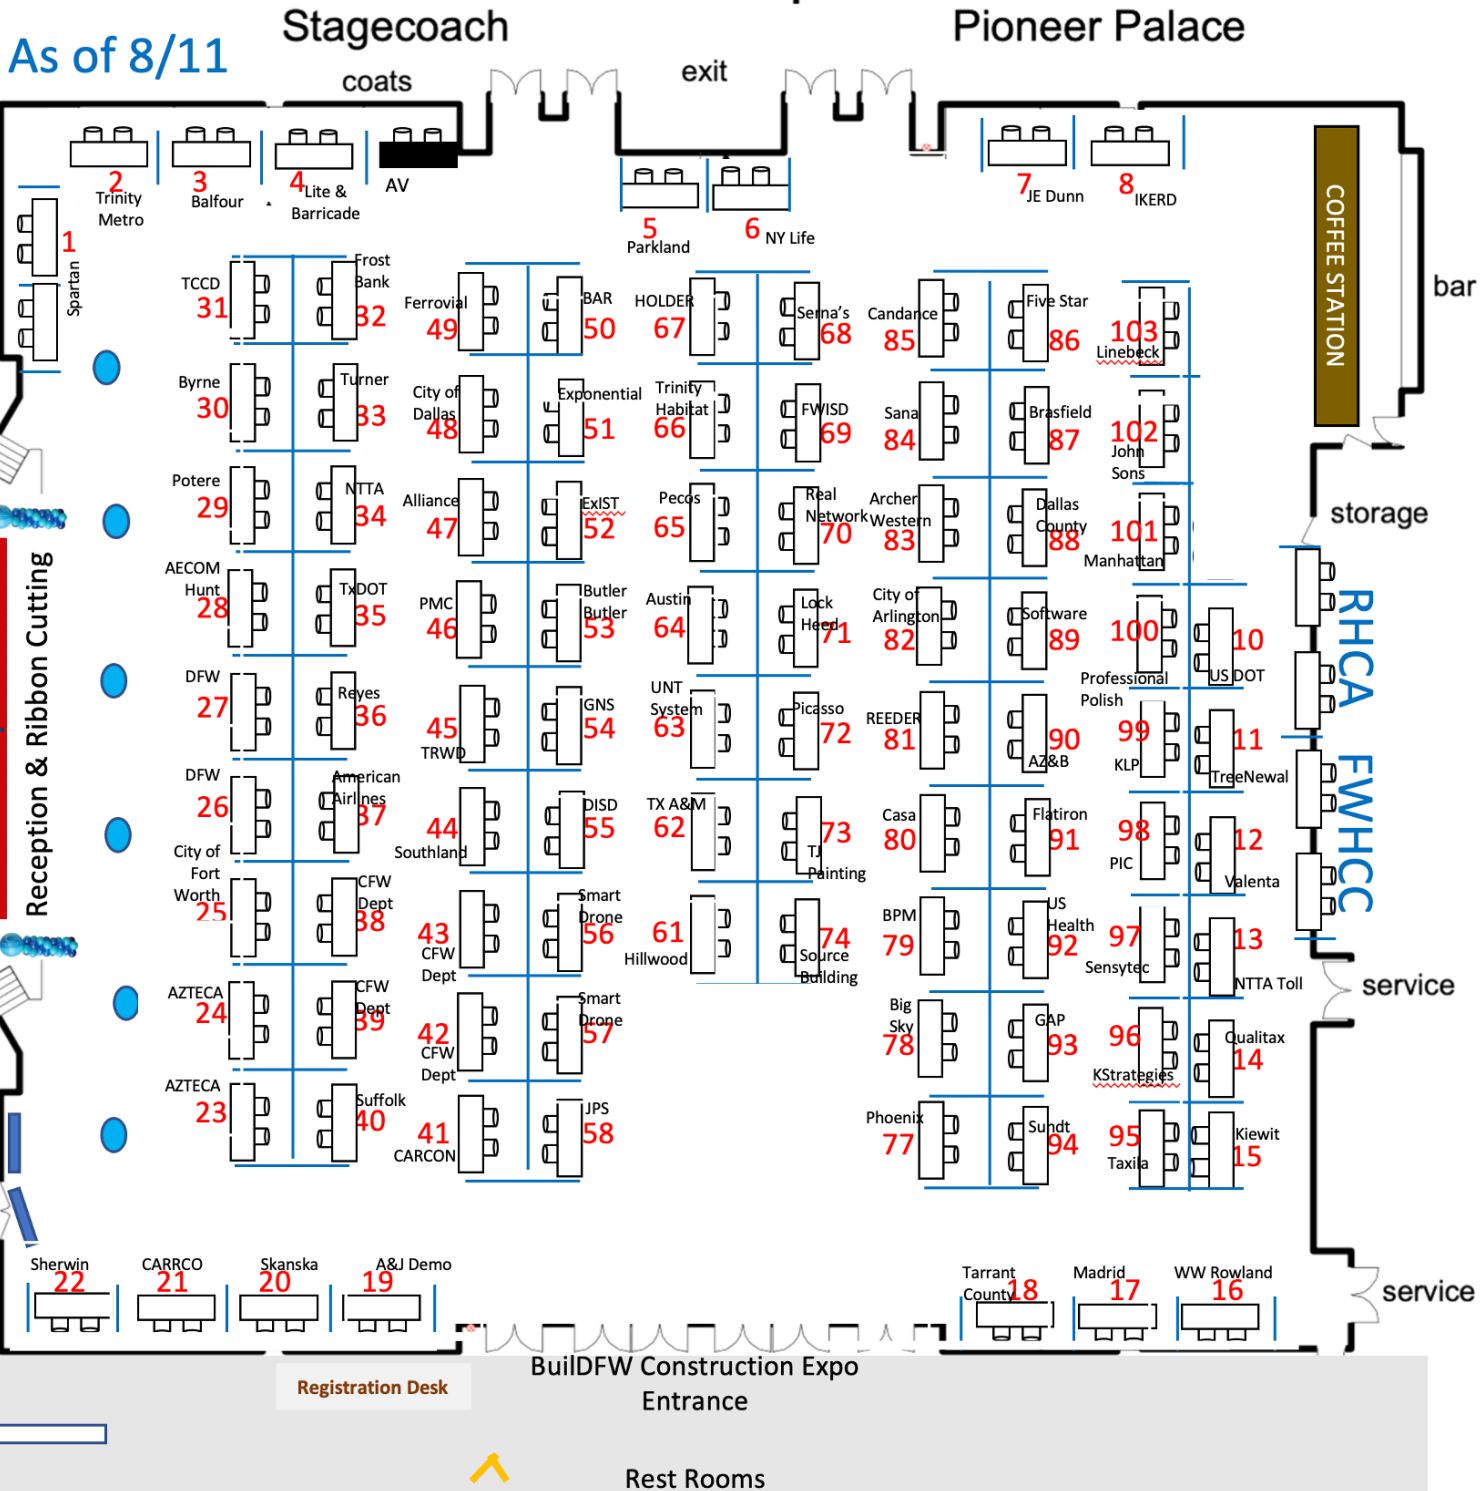 Stagecoach
Pioneer Palace
As of 8/11
coats
exit
2
Trinity
Metro
3
Balfour
4
Lite &
Barricade
AV
5
Parkland
6
NY Life
7
JE Dunn
8
IKERD
COFFEE STATION
bar
1
Spartan
TCCD
31
Frost
Bank
32
Ferrovial
49
BAR
50
HOLDER
67
Serna's
68
Candance
85
Five Star
86
103
Linebeck
Byrne
30
Turner
33
City of
Dallas
48
Exponential
51
Trinity
Habitat
66
FWISD
69
Sana
84
Brasfield
87
102
John
Sons
Potere
29
NTTA
34
Alliance
47
ExIST
52
Pecos
65
Real
Network
70
Archer
Western
83
Dallas
County
88
101
Manhattan
storage
AECOM
Hunt
28
TxDOT
35
PMC
46
Butler
Butler
53
Austin
64
Lock
Heed
71
City of
Arlington
82
Software
89
100
Professional
Polish
10
US DOT
RHCA
Reception & Ribbon Cutting
DFW
27
Reyes
36
45
TRWD
GNS
54
UNT
System
63
Picasso
72
REEDER
81
90
AZ&B
99
KLP
11
TreeNewal
FWHCC
DFW
26
American
Airlines
37
44
Southland
DISD
55
TX A&M
62
73
TJ
Painting
Casa
80
Flatiron
91
98
PIC
12
Valenta
City of
Fort
Worth
25
CFW
Dept
38
43
CFW
Dept
Smart
Drone
56
61
Hillwood
74
Source
Building
BPM
79
US
Health
92
97
Sensytec
13
NTTA Toll
service
AZTECA
24
CFW
Dept
39
42
CFW
Dept
Smart
Drone
57
Big
Sky
78
GAP
93
96
KStrategies
Qualitax
14
AZTECA
23
Suffolk
40
41
CARCON
JPS
58
Phoenix
77
Sundt
94
95
Taxila
Kiewit
15
Sherwin
22
CARRCO
21
Skanska
20
A&J Demo
19
Tarrant
County
18
Madrid
17
WW Rowland
16
service
Registration Desk
BuilDFW Construction Expo
Entrance
Rest Rooms